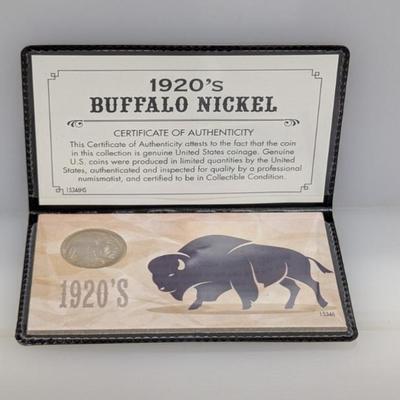 1920's
BUFFALO NICKEL
CERTIFICATE OF AUTHENTICITY
This Certificate of Authenticity attests to the fact that the coin
in this collection is genuine United States coinage. Genuine
U.S. coins were produced in limited quantities by the United
States, authenticated and inspected for quality by a professional
numismatist, and certified to be in Collectible Condition.
15346HS
1920'S
15346